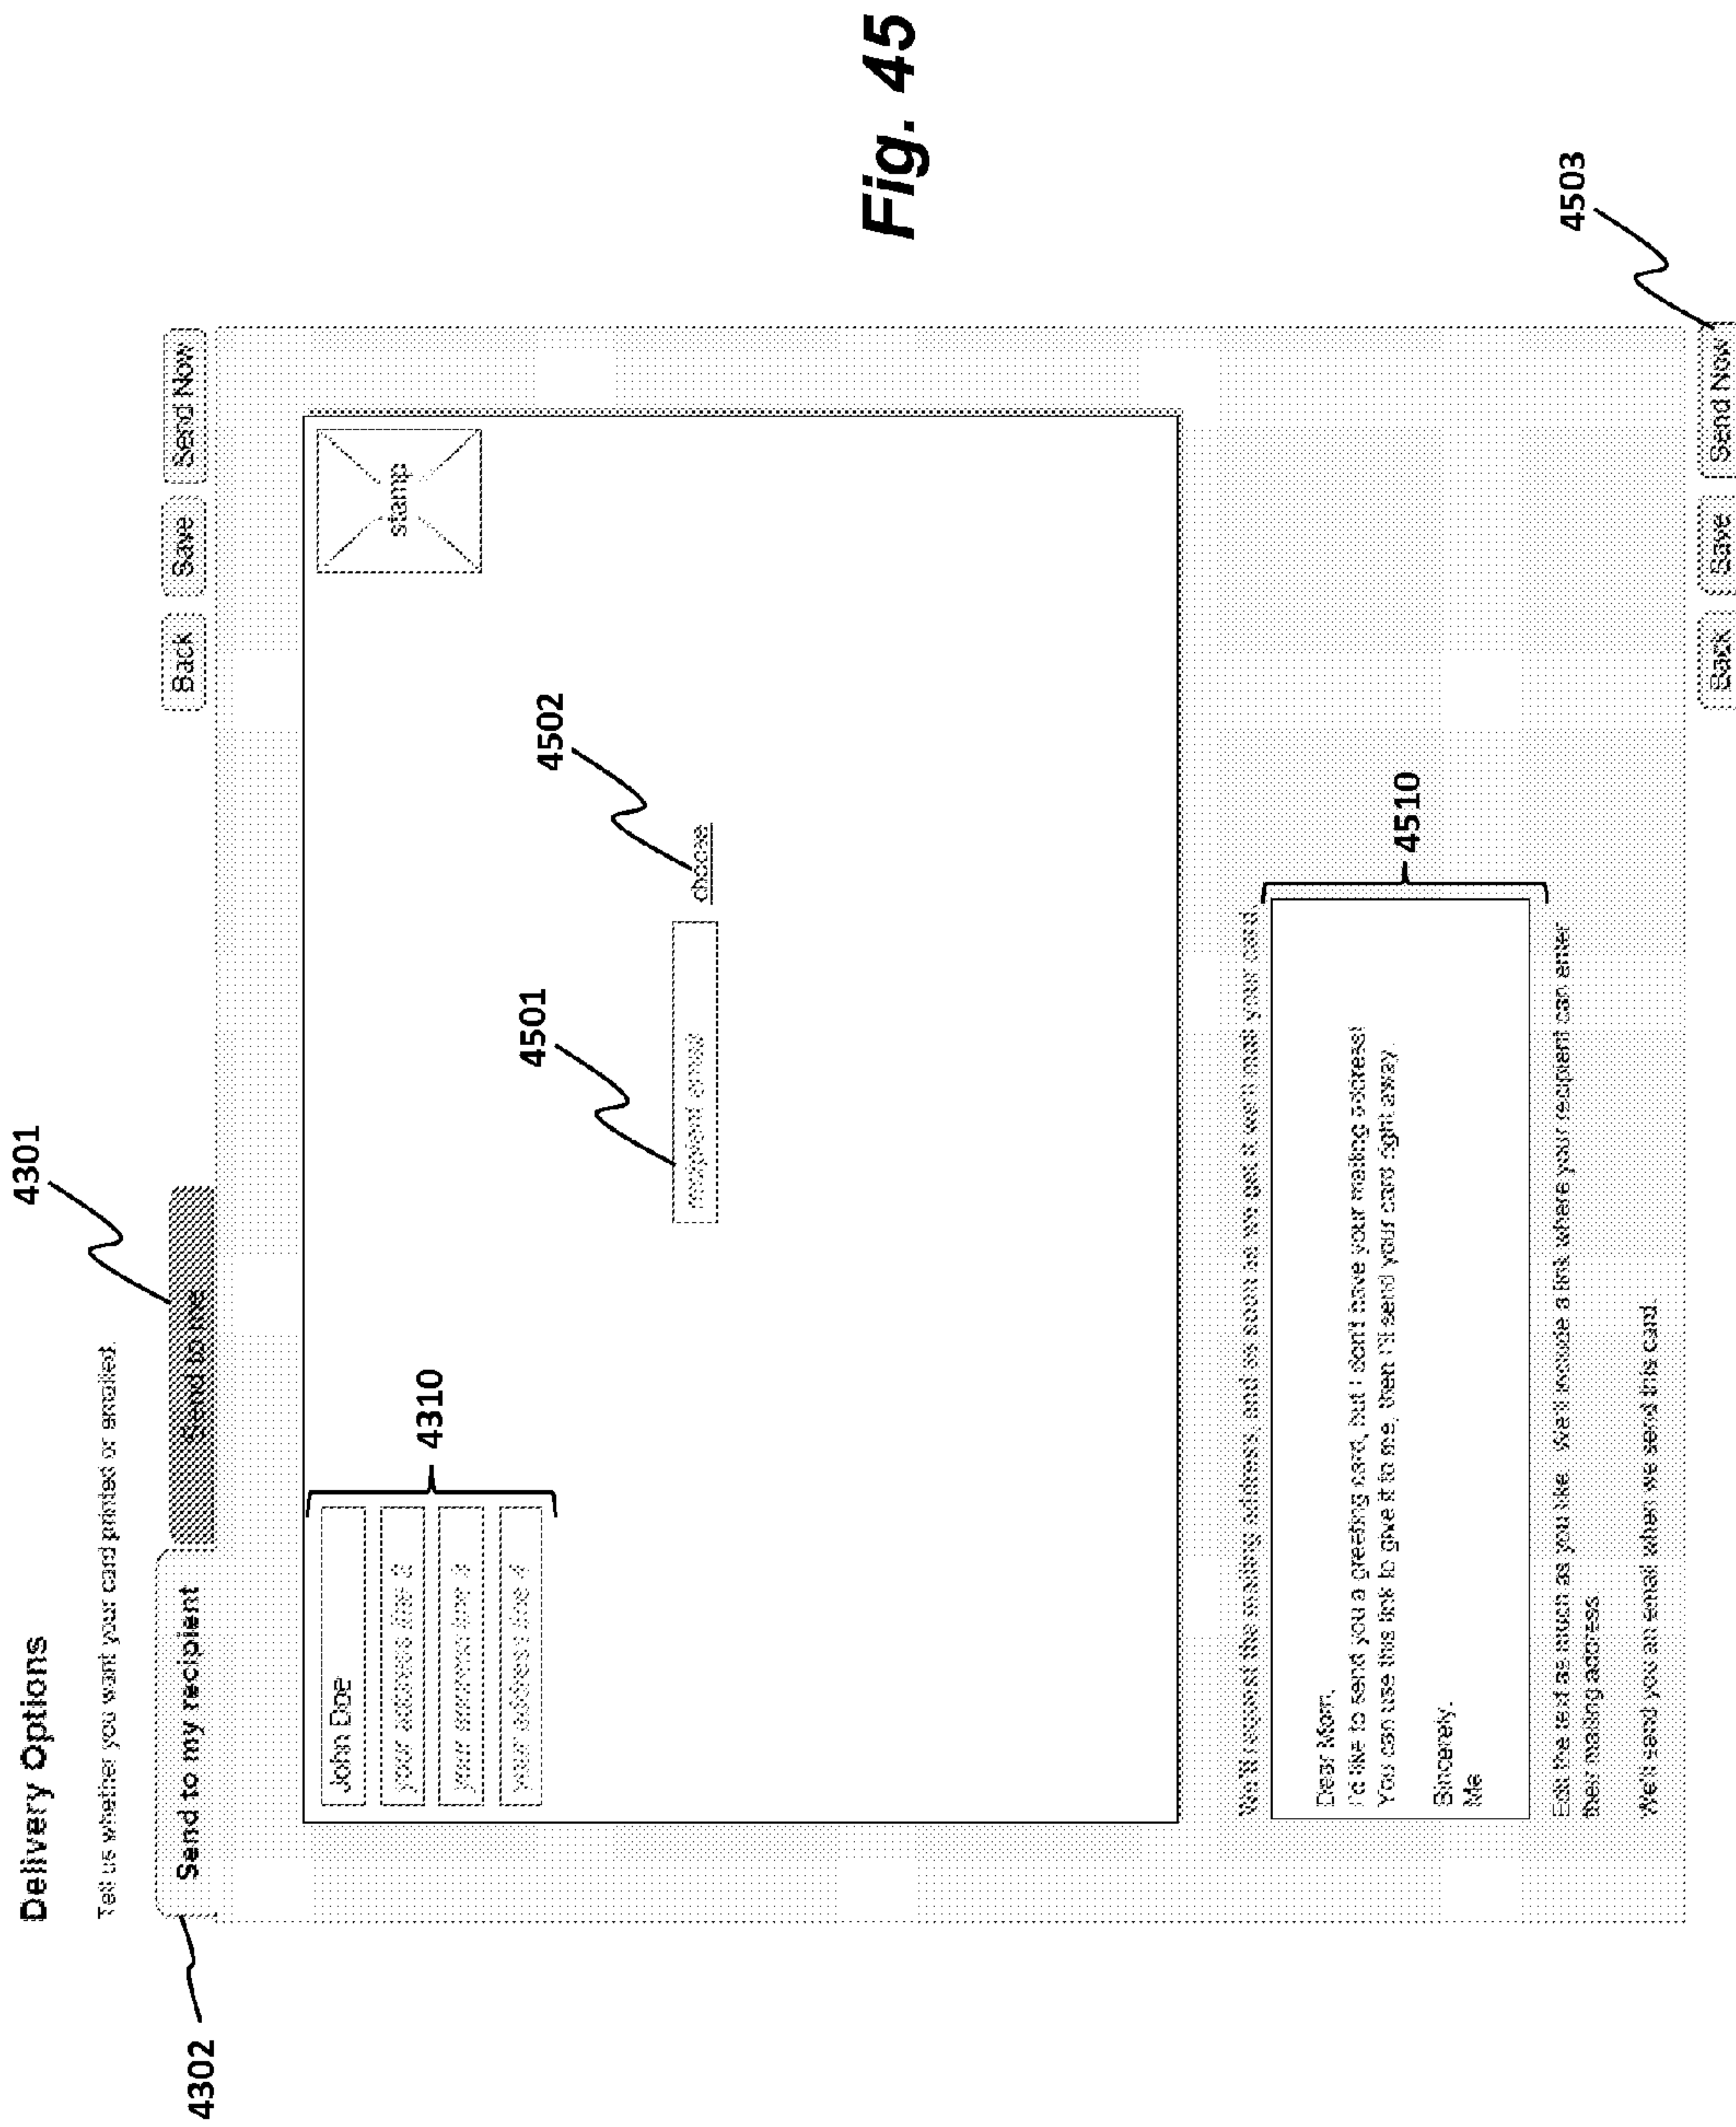 Delivery Options
Tell us whether you want your card printed or emailed.
4302
4301
Send to my recipient
Send to me
Back
Save
Send Now
John Doe
your address line 2
your address line 3
your address line 4
4310
stamp
4501
recipient email
4502
choose
We'll request the mailing address, and as soon as we get it we'll mail your card.
Dear Mom,
I'd like to send you a greeting card, but I don't have your mailing address!
You can use this link to give it to me, then I'll send your card right away.
Sincerely,
Me
4510
Edit the text as much as you like. We'll include a link where your recipient can enter
their mailing address.
We'll send you an email when we send this card.
Back
Save
Send Now
4503
Fig. 45